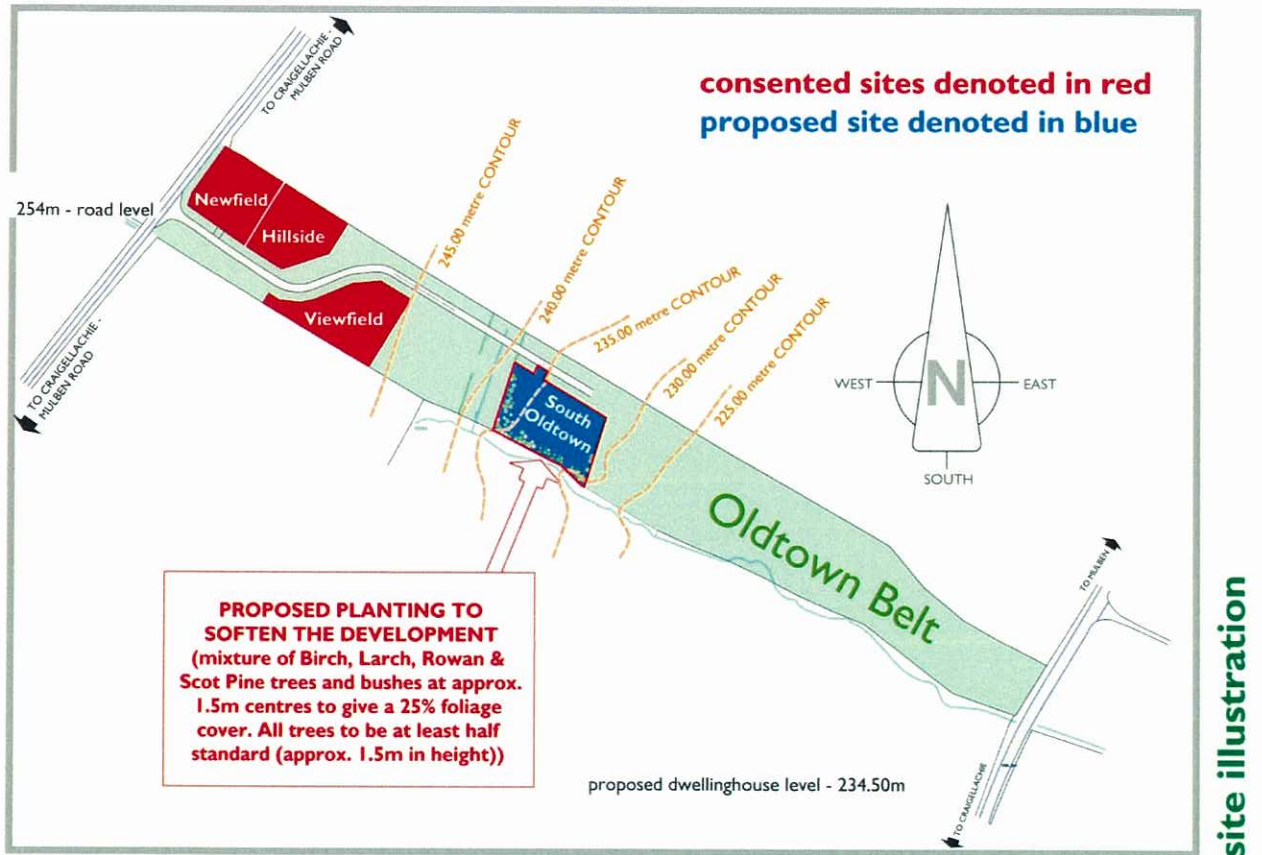 TO CRAIGELLACHIE -
MULBEN ROAD
consented sites denoted in red
proposed site denoted in blue
254m - road level
Newfield
Hillside
Viewfield
245.00 metre CONTOUR
240.00 metre CONTOUR
235.00 metre CONTOUR
230.00 metre CONTOUR
225.00 metre CONTOUR
South
Oldtown
WEST
N
EAST
SOUTH
TO CRAIGELLACHIE -
MULBEN ROAD
Oldtown Belt
TO MULBEN
PROPOSED PLANTING TO
SOFTEN THE DEVELOPMENT
(mixture of Birch, Larch, Rowan &
Scot Pine trees and bushes at approx.
1.5m centres to give a 25% foliage
cover. All trees to be at least half
standard (approx. 1.5m in height))
proposed dwellinghouse level - 234.50m
TO CRAIGELLACHIE
site illustration